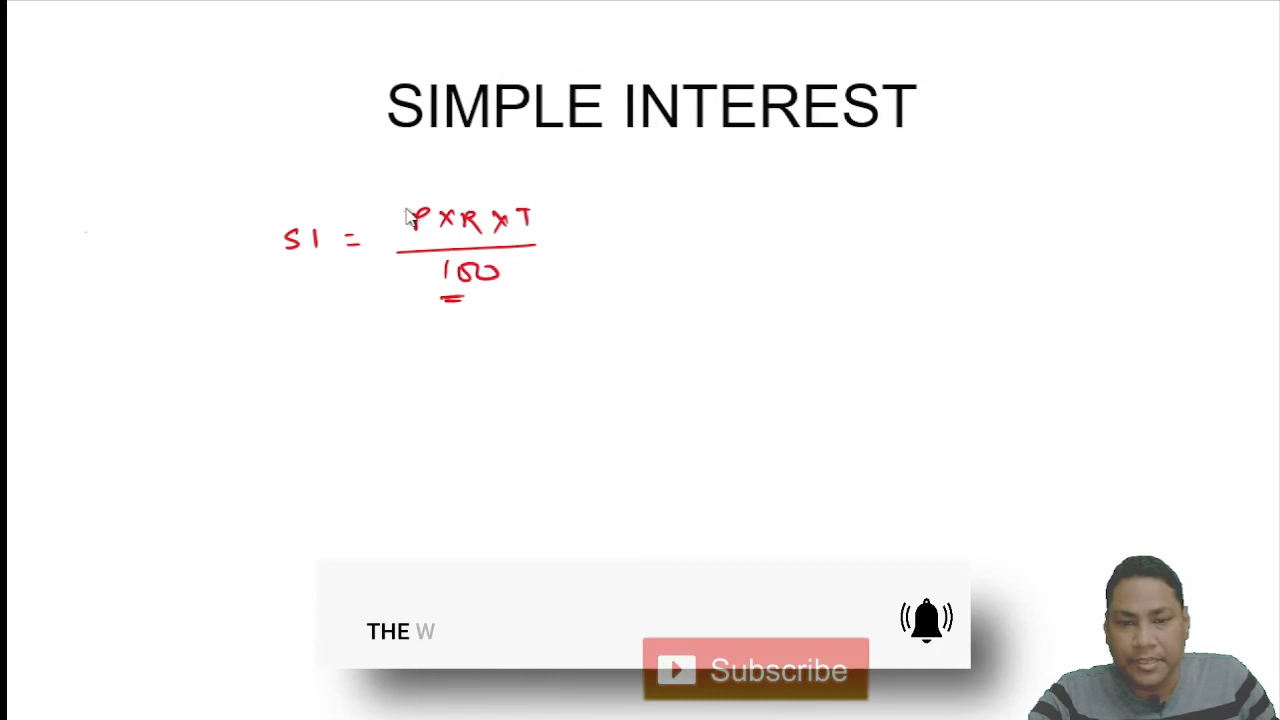 SIMPLE INTEREST
SI = P X R X T
100
THE W
Subscribe